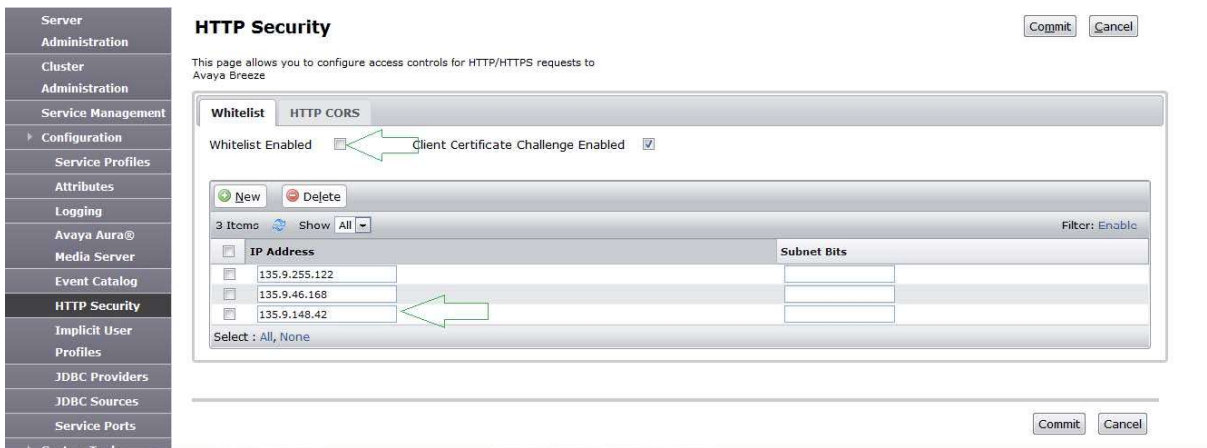 Server
Administration
Cluster
Administration
Service Management
Configuration
Service Profiles
Attributes
Logging
Avaya Aura®
Media Server
Event Catalog
HTTP Security
Implicit User
Profiles
JDBC Providers
JDBC Sources
Service Ports
HTTP Security
Commit Cancel
This page allows you to configure access controls for HTTP/HTTPS requests to
Avaya Breeze
Whitelist HTTP CORS
Whitelist Enabled Client Certificate Challenge Enabled
New Delete
3 Items Show All Filter: Enable
IP Address Subnet Bits
135.9.255.122
135.9.46.168
135.9.148.42
Select : All, None
Commit Cancel